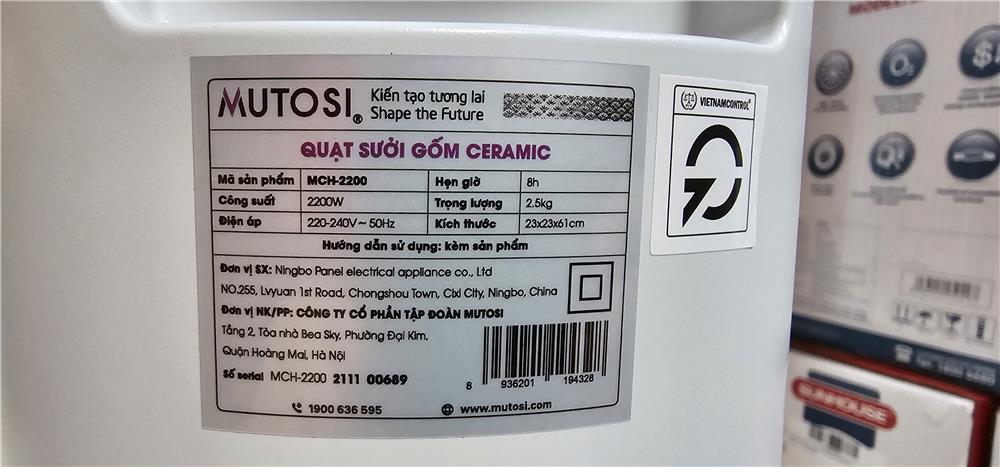 MUTOSI® Kiến tạo tương lai
Shape the Future
QUẠT SƯỞI GỐM CERAMIC
Mã sản phẩm MCH-2200 Hẹn giờ 8h
Công suất 2200W Trọng lượng 2.5kg
Điện áp 220-240V~ 50Hz Kích thước 23x23x61cm
Hướng dẫn sử dụng: kèm sản phẩm
Đơn vị SX: Ningbo Panel electrical appliance co., Ltd
NO.255, Lvyuan 1st Road, Chongshou Town, Cixi City, Ningbo, China
Đơn vị NK/PP: CÔNG TY CỔ PHẦN TẬP ĐOÀN MUTOSI
Tầng 2, Tòa nhà Bea Sky, Phường Đại Kim,
Quận Hoàng Mai, Hà Nội
Số serial MCH-2200 2111 00689
8 936201 194328
1900 636 595 www.mutosi.com
VIETNAMCONTROL®
O2
SUNHOUSE